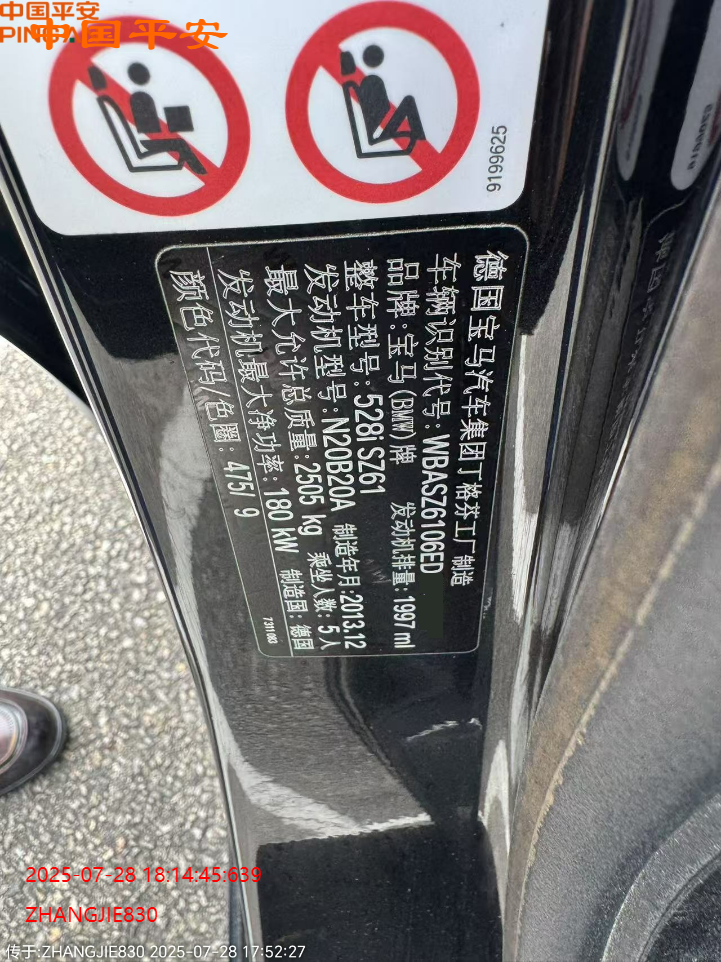 中国平安
PING
中国平安
9199625
德国宝马汽车集团丁格芬工厂制造
车辆识别代号:WBASZ6106ED
品牌:宝马(BMW)牌 发动机排量:1997 ml
整车型号:528i SZ61
发动机型号:N20B20A 制造年月:2013.12
最大允许总质量:2505 kg 乘坐人数:5人
发动机最大净功率:180 kW 制造国:德国
颜色代码/色圈:475/ 9
7311 003
2025-07-28 18:14:45:639
ZHANGJIE830
传于:ZHANGJIE830 2025-07-28 17:52:27